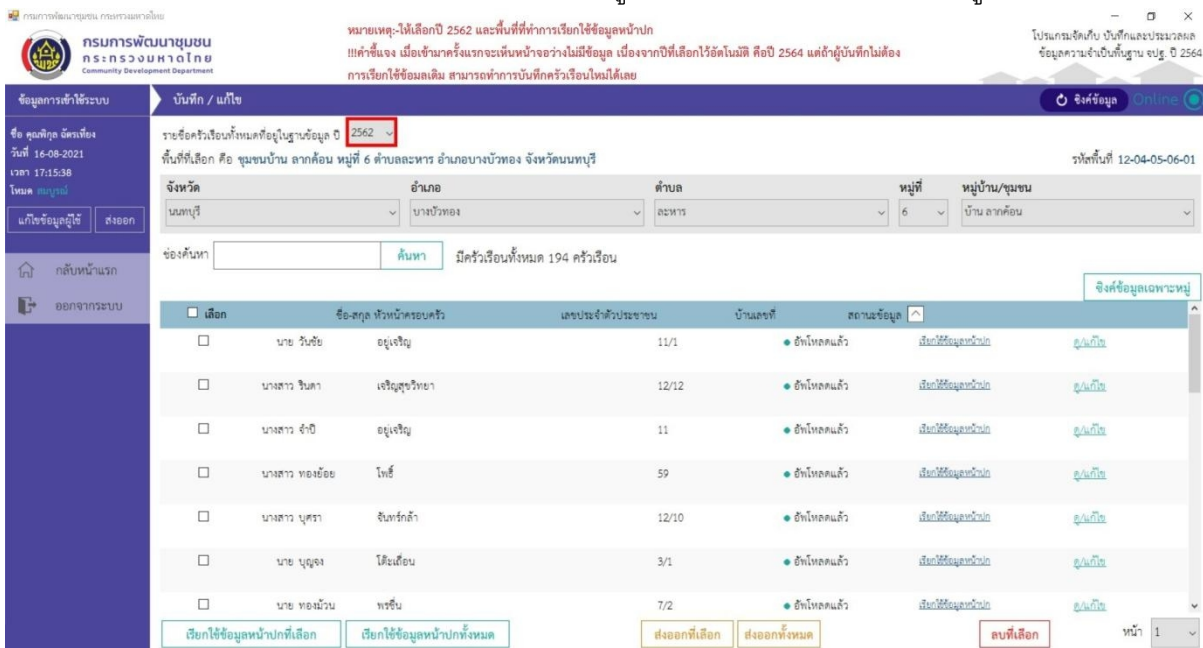 กรมการพัฒนาชุมชน กระทรวงมหาดไทย
กรมการพัฒนาชุมชน
กระทรวงมหาดไทย
Community Development Department
หมายเหตุ:-ให้เลือกปี 2562 และพื้นที่ที่ทำการเรียกใช้ข้อมูลหน้าปก
!!!คำชี้แจง เมื่อเข้ามาครั้งแรกจะเห็นหน้าจอว่างไม่มีข้อมูล เนื่องจากปีที่เลือกไว้อัตโนมัติ คือปี 2564 แต่ถ้าผู้บันทึกไม่ต้อง
การเรียกใช้ข้อมลเดิม สามารถทำการบันทึกครัวเรือนใหม่ได้เลย
โปรแกรมจัดเก็บ บันทึกและประมวลผล
ข้อมูลความจำเป็นพื้นฐาน จปฐ. ปี 2564
ข้อมูลการเข้าใช้ระบบ
บันทึก / แก้ไข
ซิงค์ข้อมูล Online
ชื่อ คุณพิกุล ฉัตรเที่ยง
วันที่ 16-08-2021
เวลา 17:15:38
โหมด สมบูรณ์
แก้ไขข้อมูลผู้ใช้ ส่งออก
กลับหน้าแรก
ออกจากระบบ
รายชื่อครัวเรือนทั้งหมดที่อยู่ในฐานข้อมูล ปี 2562
พื้นที่ที่เลือก คือ ชุมชนบ้าน ลากค้อน หมู่ที่ 6 ตำบลละหาร อำเภอบางบัวทอง จังหวัดนนทบุรี
รหัสพื้นที่ 12-04-05-06-01
จังหวัด อำเภอ ตำบล หมู่ที่ หมู่บ้าน/ชุมชน
นนทบุรี บางบัวทอง ละหาร 6 บ้าน ลากค้อน
ช่องค้นหา ค้นหา มีครัวเรือนทั้งหมด 194 ครัวเรือน
ซิงค์ข้อมูลเฉพาะหมู่
เลือก ชื่อ-สกุล หัวหน้าครอบครัว เลขประจำตัวประชาชน บ้านเลขที่ สถานะข้อมูล
นาย วันชัย อยู่เจริญ 11/1 อัพโหลดแล้ว เรียกใช้ข้อมูลหน้าปก ดู/แก้ไข
นางสาว รินดา เจริญสุขวิทยา 12/12 อัพโหลดแล้ว เรียกใช้ข้อมูลหน้าปก ดู/แก้ไข
นางสาว จำปี อยู่เจริญ 11 อัพโหลดแล้ว เรียกใช้ข้อมูลหน้าปก ดู/แก้ไข
นางสาว ทองย้อย โพธิ์ 59 อัพโหลดแล้ว เรียกใช้ข้อมูลหน้าปก ดู/แก้ไข
นางสาว บุศรา จันทร์กล้า 12/10 อัพโหลดแล้ว เรียกใช้ข้อมูลหน้าปก ดู/แก้ไข
นาย บุญจง โต๊ะเถื่อน 3/1 อัพโหลดแล้ว เรียกใช้ข้อมูลหน้าปก ดู/แก้ไข
นาย ทองม้วน พรชื่น 7/2 อัพโหลดแล้ว เรียกใช้ข้อมูลหน้าปก ดู/แก้ไข
เรียกใช้ข้อมูลหน้าปกที่เลือก เรียกใช้ข้อมูลหน้าปกทั้งหมด ส่งออกที่เลือก ส่งออกทั้งหมด ลบที่เลือก หน้า 1